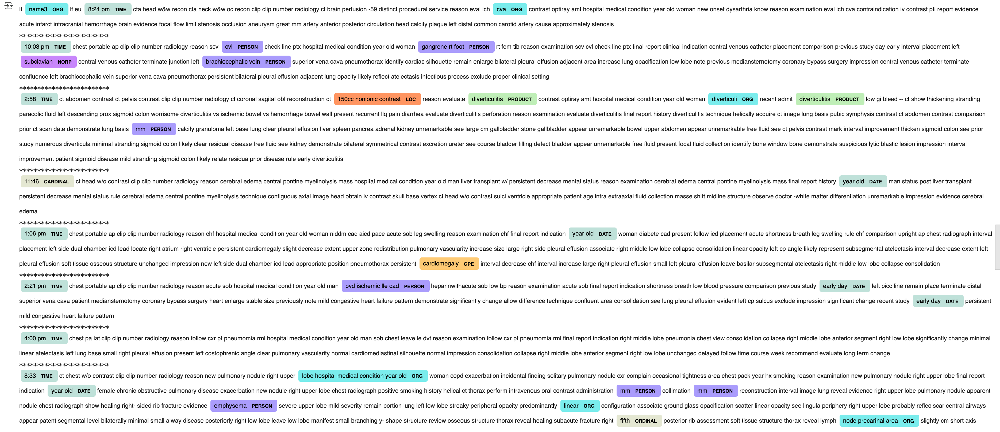 lf name3 ORG lf eu 8:24 pm TIME cta head w&w recon cta neck w&w oc recon clip clip number radiology ct brain perfusion -59 distinct procedural service reason eval ich cva ORG contrast optiray amt hospital medical condition year old woman new onset dysarthria know reason examination eval ich cva contraindication iv contrast pfi report evidence
acute infarct intracranial hemorrhage brain evidence focal flow limit stenosis occlusion aneurysm great mm artery anterior posterior circulation head calcify plaque left distal common carotid artery cause approximately stenosis
*************************
10:03 pm TIME chest portable ap clip clip number radiology reason scv cvl PERSON check line ptx hospital medical condition year old woman gangrene rt foot PERSON rt fem tib reason examination scv cvl check line ptx final report clinical indication central venous catheter placement comparison previous study day early interval placement left
subclavian NORP central venous catheter terminate junction left brachiocephalic vein PERSON superior vena cava pneumothorax identify cardiac silhouette remain enlarge bilateral pleural effusion adjacent area increase lung opacification low lobe note previous mediansternotomy coronary bypass surgery impression central venous catheter terminate
confluence left brachiocephalic vein superior vena cava pneumothorax persistent bilateral pleural effusion adjacent lung opacity likely reflect atelectasis infectious process exclude proper clinical setting
*************************
2:58 TIME ct abdomen contrast ct pelvis contrast clip clip number radiology ct coronal sagital obl reconstruction ct 150cc nonionic contrast LOC reason evaluate diverticulitis PRODUCT contrast optiray amt hospital medical condition year old woman diverticuli ORG recent admit diverticulitis PRODUCT low gi bleed -- ct show thickening stranding
paracolic fluid left descending prox sigmoid colon worrisome diverticulitis vs ischemic bowel vs hemorrhage bowel wall present recurrent llq pain diarrhea evaluate diverticulitis perforation reason examination evaluate diverticulitis final report history diverticulitis technique helically acquire ct image lung basis pubic symphysis contrast ct abdomen contrast comparison
prior ct scan date demonstrate lung basis mm PERSON calcify granuloma left base lung clear pleural effusion liver spleen pancrea adrenal kidney unremarkable see large cm gallbladder stone gallbladder appear unremarkable bowel upper abdomen appear unremarkable free fluid see ct pelvis contrast mark interval improvement thicken sigmoid colon see prior
study numerous diverticula minimal stranding sigmoid colon likely clear residual disease free fluid see kidney demonstrate bilateral symmetrical contrast excretion ureter see course bladder filling defect bladder appear unremarkable free fluid present focal fluid collection identify bone window bone demonstrate suspicious lytic blastic lesion impression interval
improvement patient sigmoid disease mild stranding sigmoid colon likely relate residua prior disease rule early diverticulitis
*************************
11:46 CARDINAL ct head w/o contrast clip clip number radiology reason cerebral edema central pontine myelinolysis mass hospital medical condition year old man liver transplant w/ persistent decrease mental status reason examination cerebral edema central pontine myelinolysis mass final report history year old DATE man status post liver transplant
persistent decrease mental status rule cerebral edema central pontine myelinolysis technique contiguous axial image head obtain iv contrast skull base vertex ct head w/o contrast sulci ventricle appropriate patient age intra extraaxial fluid collection masse shift midline structure observe doctor -white matter differentiation unremarkable impression evidence cerebral
edema
*************************
1:06 pm TIME chest portable ap clip clip number radiology reason chf hospital medical condition year old woman niddm cad aicd pace acute sob leg swelling reason examination chf final report indication year old DATE woman diabete cad present follow icd placement acute shortness breath leg swelling rule chf comparison upright ap chest radiograph interval
placement left side dual chamber icd lead locate right atrium right ventricle persistent cardiomegaly slight decrease extent upper zone redistribution pulmonary vascularity increase size large right side pleural effusion associate right middle low lobe collapse consolidation linear opacity left cp angle likely represent subsegmental atelectasis interval decrease extent left
pleural effusion soft tissue osseous structure unchanged impression new left side dual chamber icd lead appropriate position pneumothorax persistent cardiomegaly GPE interval decrease chf interval increase large right pleural effusion small left pleural effusion leave basilar subsegmental atelectasis right middle low lobe collapse consolidation
*************************
2:21 pm TIME chest portable ap clip clip number radiology reason acute sob hospital medical condition year old man pvd ischemic lle cad PERSON heparinwithacute sob low bp reason examination acute sob final report indication shortness breath low blood pressure comparison previous study early day DATE left picc line remain place terminate distal
superior vena cava patient mediansternotomy coronary bypass surgery heart enlarge stable size previously note mild congestive heart failure pattern demonstrate significantly change allow difference technique confluent area consolidation see lung pleural effusion evident left cp sulcus exclude impression significant change recent study early day DATE persistent
mild congestive heart failure pattern
*************************
4:00 pm TIME chest pa lat clip clip number radiology reason follow cxr pt pneumomia rml hospital medical condition year old man sob chest leave le dvt reason examination follow cxr pt pneumomia rml final report indication right middle lobe pneumonia chest view consolidation collapse right middle lobe anterior segment right low lobe significantly change minimal
linear atelectasis left lung base small right pleural effusion present left costophrenic angle clear pulmonary vascularity normal cardiomediastinal silhouette normal impression consolidation collapse right middle lobe anterior segment right low lobe unchanged delayed follow time course week recommend evaluate long term change
*************************
8:33 TIME ct chest w/o contrast clip clip number radiology reason new pulmonary nodule right upper lobe hospital medical condition year old ORG woman copd exacerbation incidental finding solitary pulmonary nodule cxr complain occasional tightness area chest pack year hx smoking reason examination new pulmonary nodule right upper lobe final report
indication year old DATE female chronic obstructive pulmonary disease exacerbation new nodule right upper lobe chest radiograph positive smoking history helical ct thorax perform intravenous oral contrast administration mm PERSON collimation mm PERSON reconstruction interval image lung reveal evidence right upper lobe pulmonary nodule apparent
nodule chest radiograph show healing right- sided rib fracture evidence emphysema PERSON severe upper lobe mild severity remain portion lung left low lobe streaky peripheral opacity predominantly linear ORG configuration associate ground glass opacification scatter linear opacity see lingula periphery right upper lobe probably reflec scar central airways
appear patent segmental level bilaterally minimal small aiway disease posteriorly right low lobe leave low lobe manifest small branching y- shape structure review osseous structure thorax reveal healing subacute fracture right fifth ORDINAL posterior rib assessment soft tissue structure thorax reveal lymph node precarinal area ORG slightly cm short axis